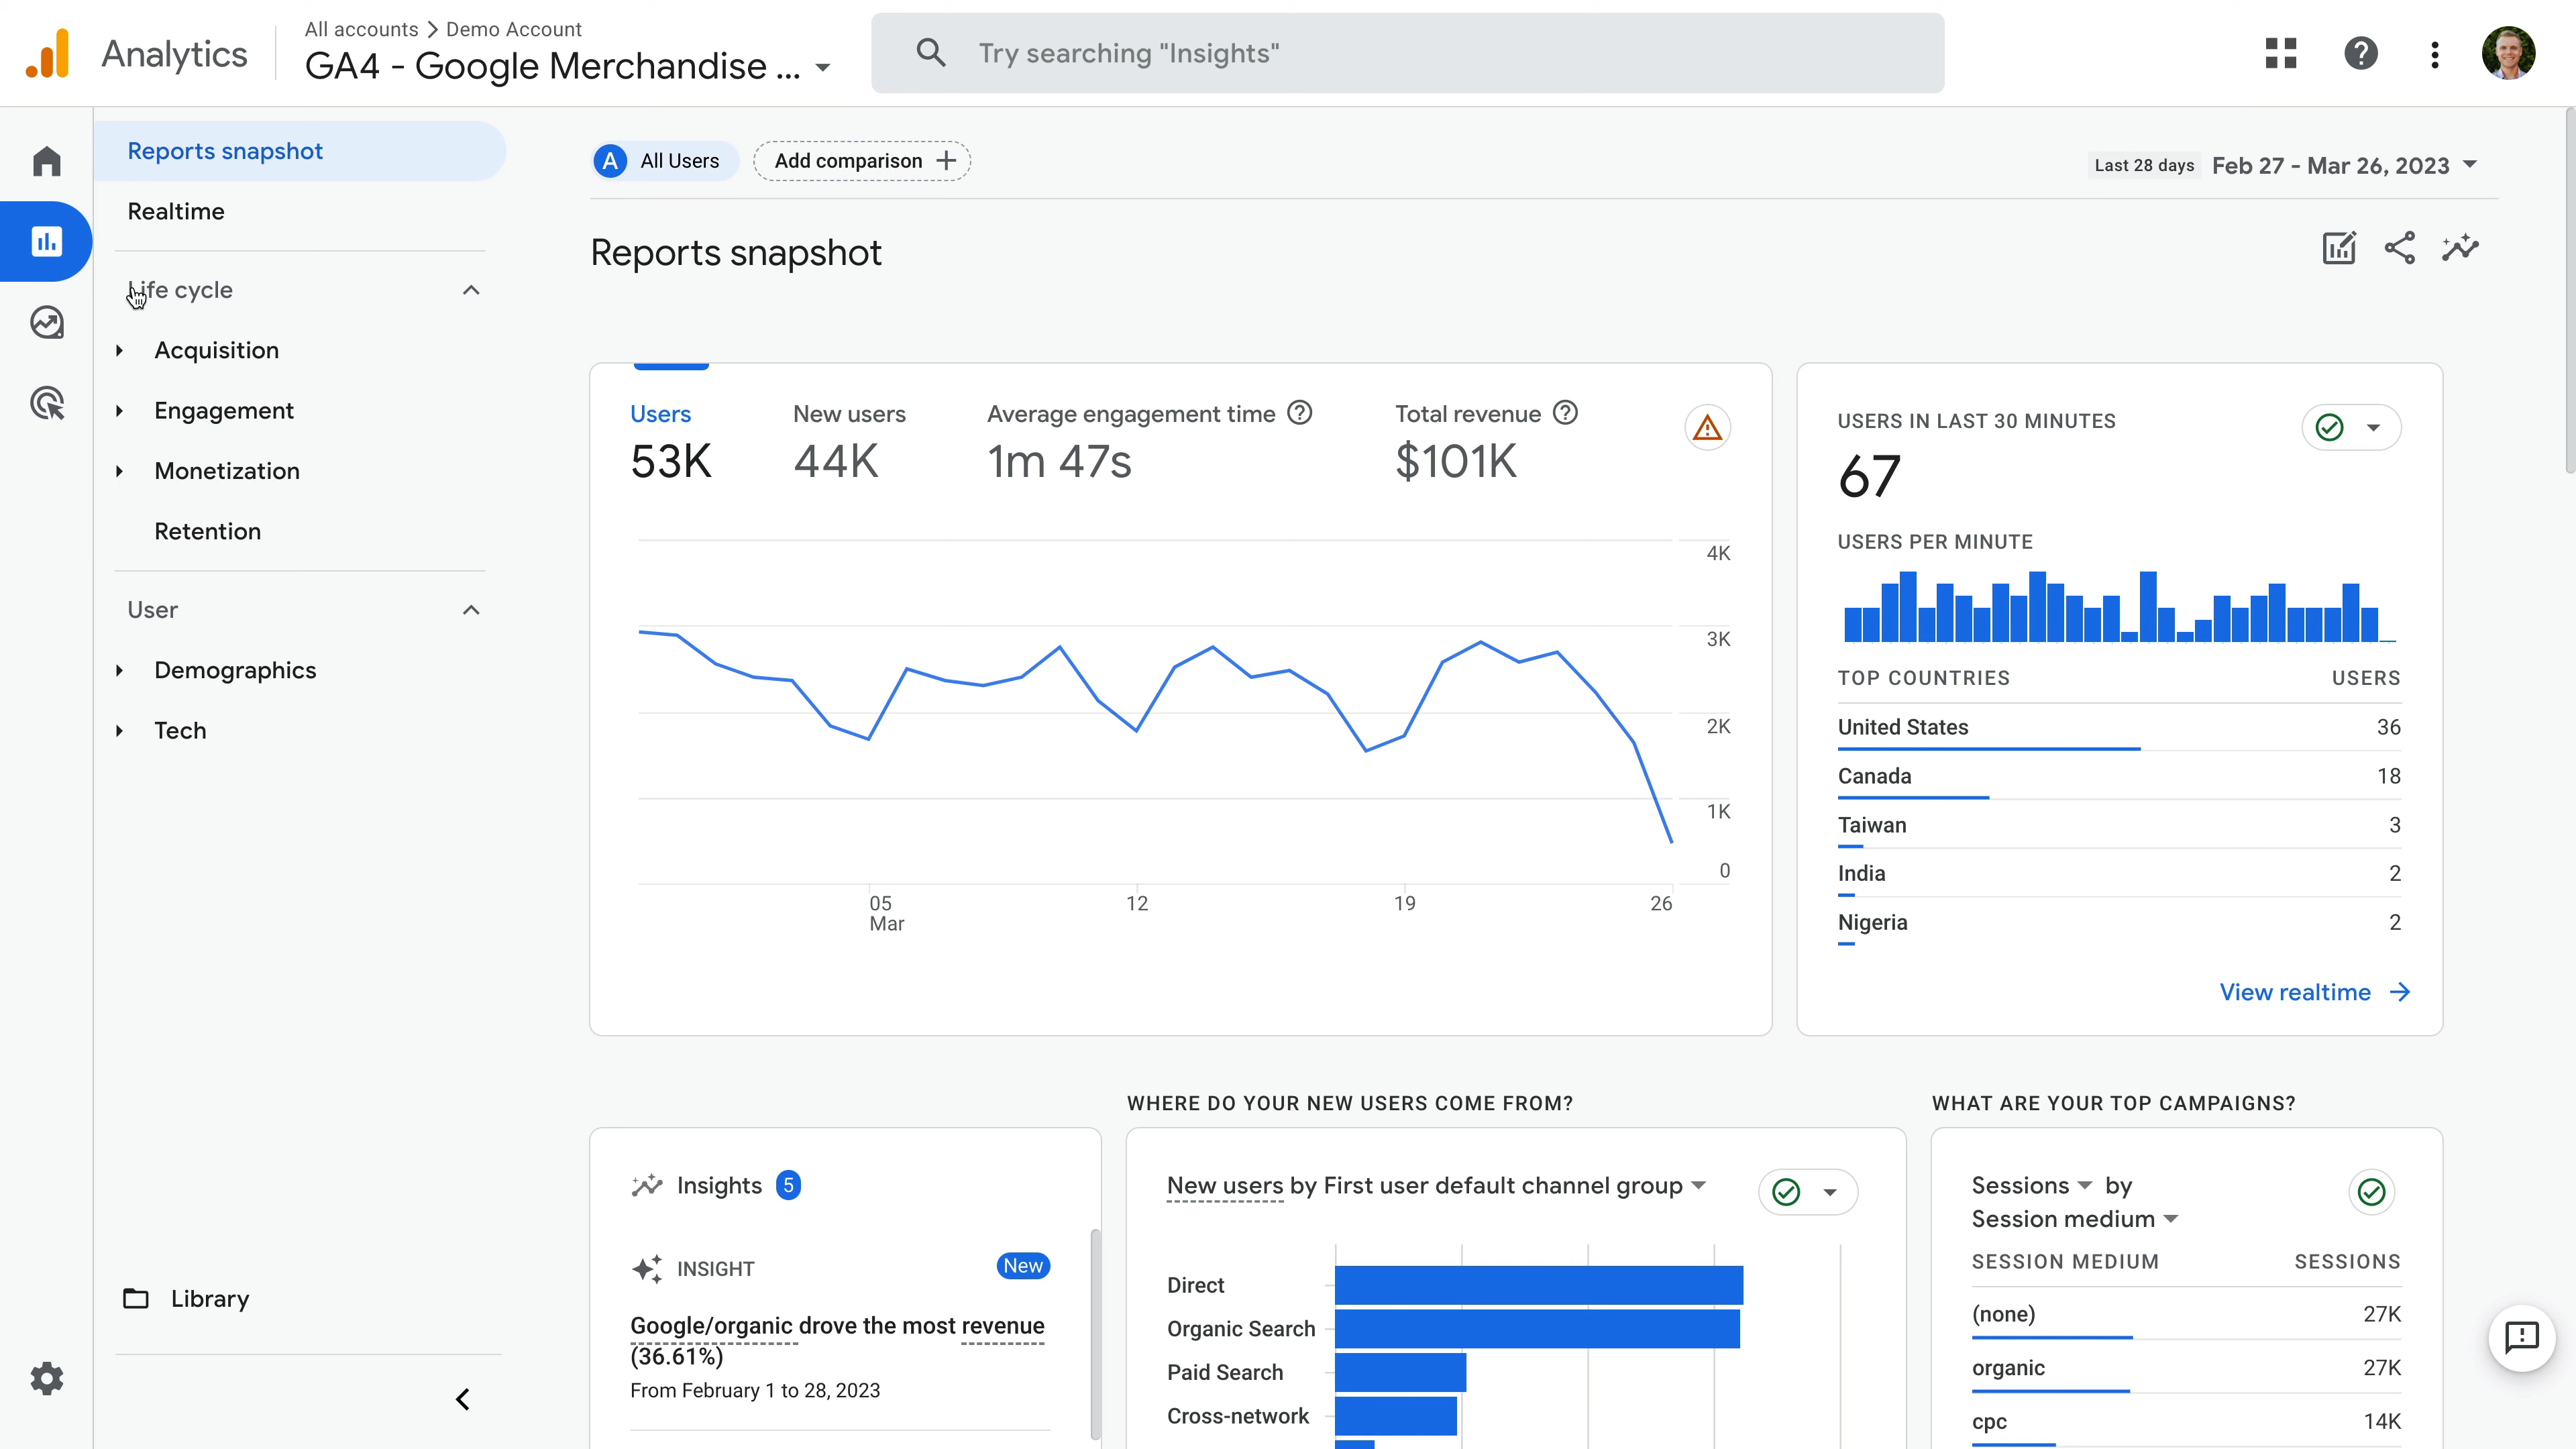 Analytics
All accounts > Demo Account
GA4 - Google Merchandise ...
Try searching "Insights"
Reports snapshot
Realtime
Life cycle
Acquisition
Engagement
Monetization
Retention
User
Demographics
Tech
Library
A All Users
Add comparison +
Last 28 days Feb 27 - Mar 26, 2023
Reports snapshot
Users
53K
New users
44K
Average engagement time
1m 47s
Total revenue
$101K
4K
3K
2K
1K
0
05
Mar
12
19
26
USERS IN LAST 30 MINUTES
67
USERS PER MINUTE
TOP COUNTRIES USERS
United States 36
Canada 18
Taiwan 3
India 2
Nigeria 2
View realtime
Insights 5
INSIGHT New
Google/organic drove the most revenue
(36.61%)
From February 1 to 28, 2023
WHERE DO YOUR NEW USERS COME FROM?
New users by First user default channel group
Direct
Organic Search
Paid Search
Cross-network
WHAT ARE YOUR TOP CAMPAIGNS?
Sessions by
Session medium
SESSION MEDIUM SESSIONS
(none) 27K
organic 27K
cpc 14K